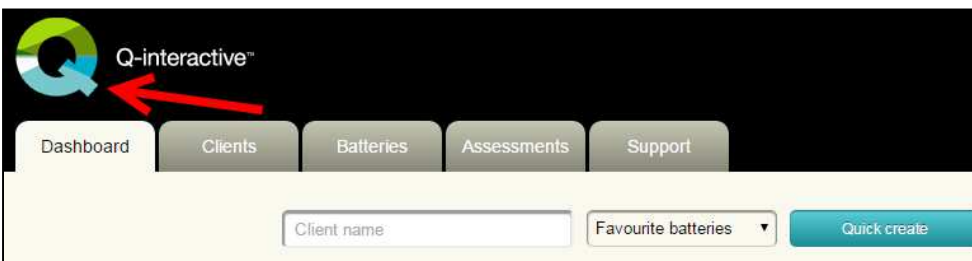 Q-interactive™
Dashboard Clients Batteries Assessments Support
Client name Favourite batteries Quick create